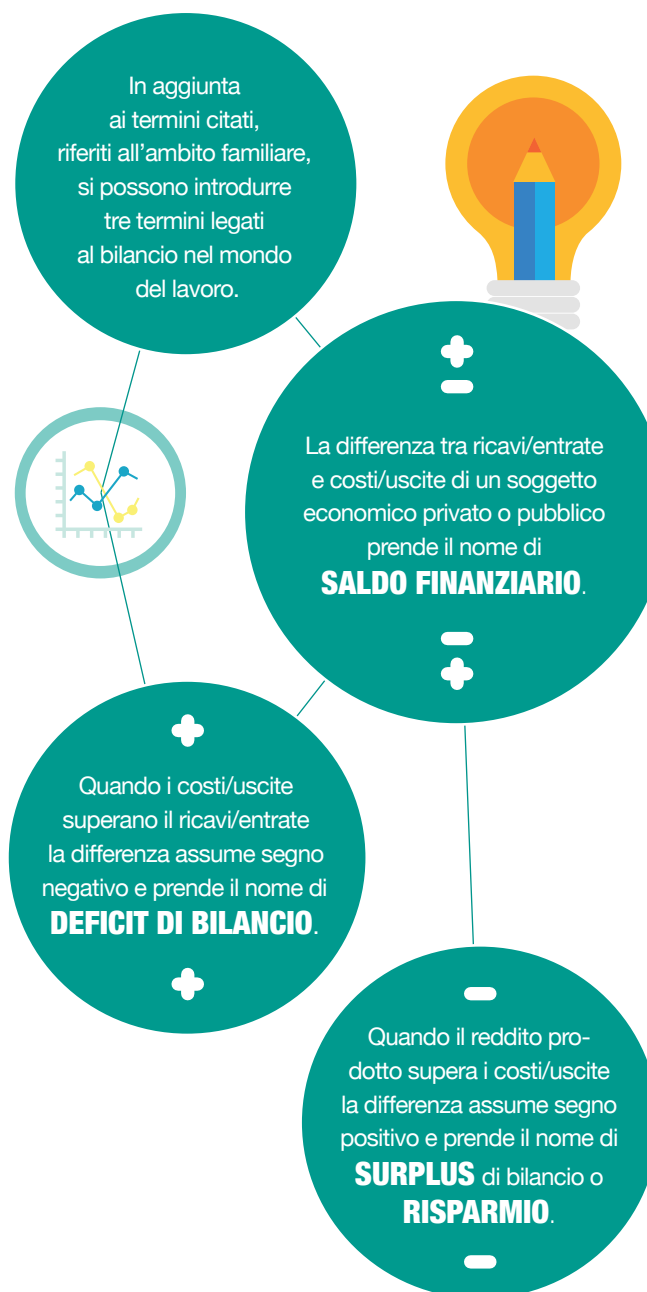 In aggiunta
ai termini citati,
riferiti all’ambito familiare,
si possono introdurre
tre termini legati
al bilancio nel mondo
del lavoro.
La differenza tra ricavi/entrate
e costi/uscite di un soggetto
economico privato o pubblico
prende il nome di
SALDO FINANZIARIO.
Quando i costi/uscite
superano il ricavi/entrate
la differenza assume segno
negativo e prende il nome di
DEFICIT DI BILANCIO.
Quando il reddito pro-
dotto supera i costi/uscite
la differenza assume segno
positivo e prende il nome di
SURPLUS di bilancio o
RISPARMIO.